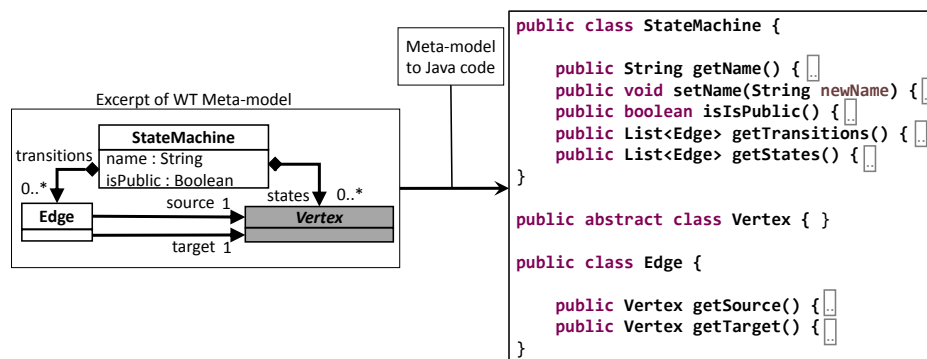 Excerpt of WT Meta-model
StateMachine
name : String
isPublic : Boolean
transitions
0..*
states
0..*
Edge
source 1
Vertex
target 1
Meta-model
to Java code
public class StateMachine {
public String getName() {..
public void setName(String newName) {..
public boolean isIsPublic() {..
public List<Edge> getTransitions() {..
public List<Edge> getStates() {..
}
public abstract class Vertex { }
public class Edge {
public Vertex getSource() {..
public Vertex getTarget() {..
}